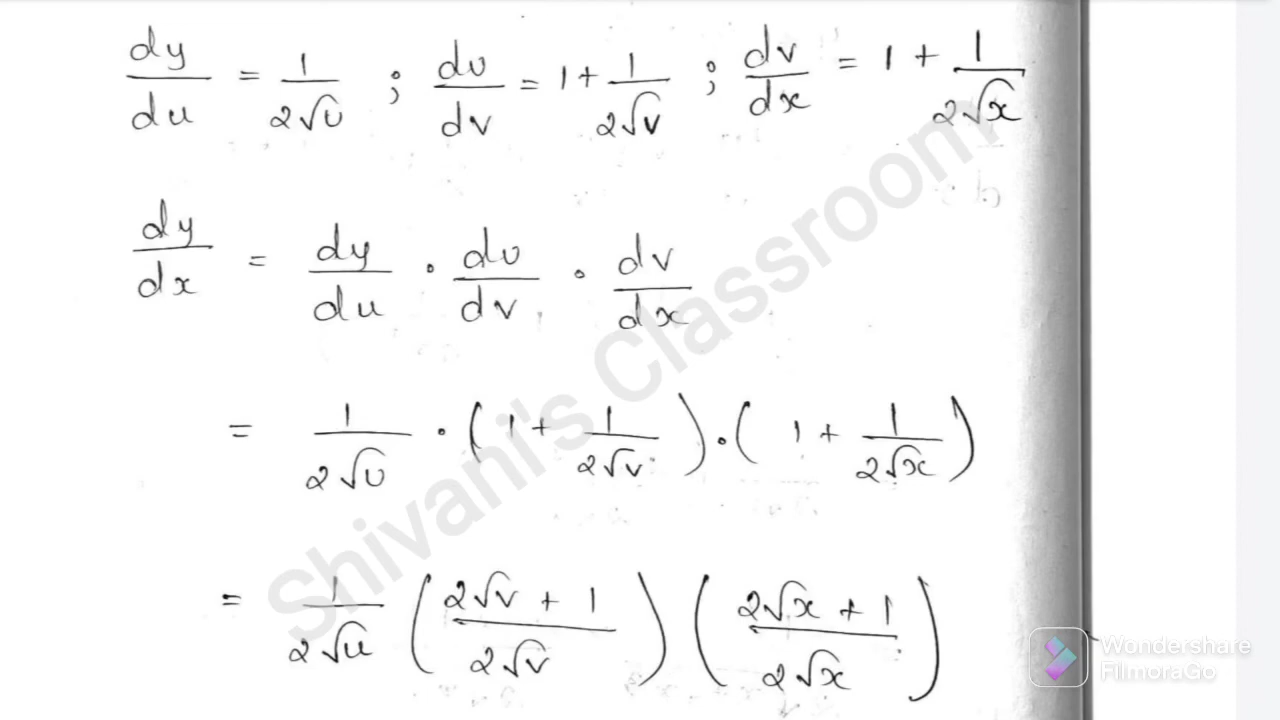 dy/du = 1/2√u ; du/dv = 1 + 1/2√v ; dv/dx = 1 + 1/2√x
dy/dx = dy/du · du/dv · dv/dx
= 1/2√u · (1 + 1/2√v) · (1 + 1/2√x)
= 1/2√u (2√v + 1/2√v) (2√x + 1/2√x)
Shivani's Classroom
Wondershare
FilmoraGo